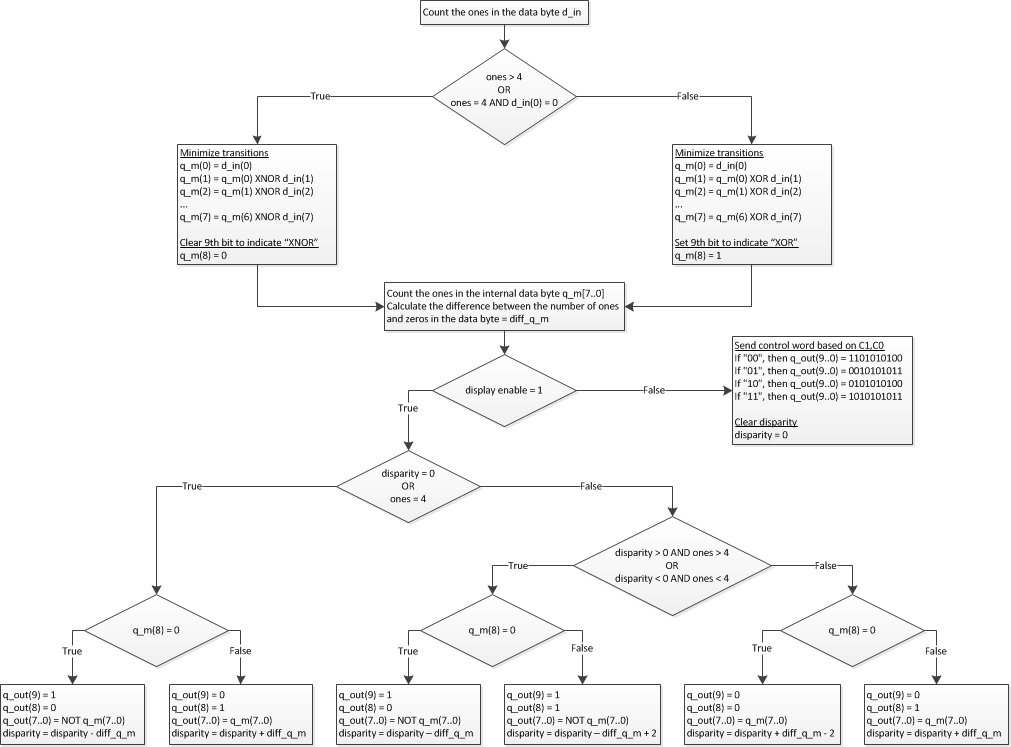 Count the ones in the data byte d_in
ones > 4
OR
ones = 4 AND d_in(0) = 0
True
False
Minimize transitions
q_m(0) = d_in(0)
q_m(1) = q_m(0) XNOR d_in(1)
q_m(2) = q_m(1) XNOR d_in(2)
...
q_m(7) = q_m(6) XNOR d_in(7)
Clear 9th bit to indicate “XNOR”
q_m(8) = 0
Minimize transitions
q_m(0) = d_in(0)
q_m(1) = q_m(0) XOR d_in(1)
q_m(2) = q_m(1) XOR d_in(2)
...
q_m(7) = q_m(6) XOR d_in(7)
Set 9th bit to indicate “XOR”
q_m(8) = 1
Count the ones in the internal data byte q_m[7..0]
Calculate the difference between the number of ones
and zeros in the data byte = diff_q_m
display enable = 1
True
False
Send control word based on C1,C0
If "00", then q_out(9..0) = 1101010100
If "01", then q_out(9..0) = 0010101011
If "10", then q_out(9..0) = 0101010100
If "11", then q_out(9..0) = 1010101011
Clear disparity
disparity = 0
disparity = 0
OR
ones = 4
True
False
disparity > 0 AND ones > 4
OR
disparity < 0 AND ones < 4
True
False
q_m(8) = 0
True
False
q_m(8) = 0
True
False
q_m(8) = 0
True
False
q_out(9) = 1
q_out(8) = 0
q_out(7..0) = NOT q_m(7..0)
disparity = disparity - diff_q_m
q_out(9) = 0
q_out(8) = 1
q_out(7..0) = q_m(7..0)
disparity = disparity + diff_q_m
q_out(9) = 1
q_out(8) = 0
q_out(7..0) = NOT q_m(7..0)
disparity = disparity – diff_q_m
q_out(9) = 1
q_out(8) = 1
q_out(7..0) = NOT q_m(7..0)
disparity = disparity – diff_q_m + 2
q_out(9) = 0
q_out(8) = 0
q_out(7..0) = q_m(7..0)
disparity = disparity + diff_q_m - 2
q_out(9) = 0
q_out(8) = 1
q_out(7..0) = q_m(7..0)
disparity = disparity + diff_q_m